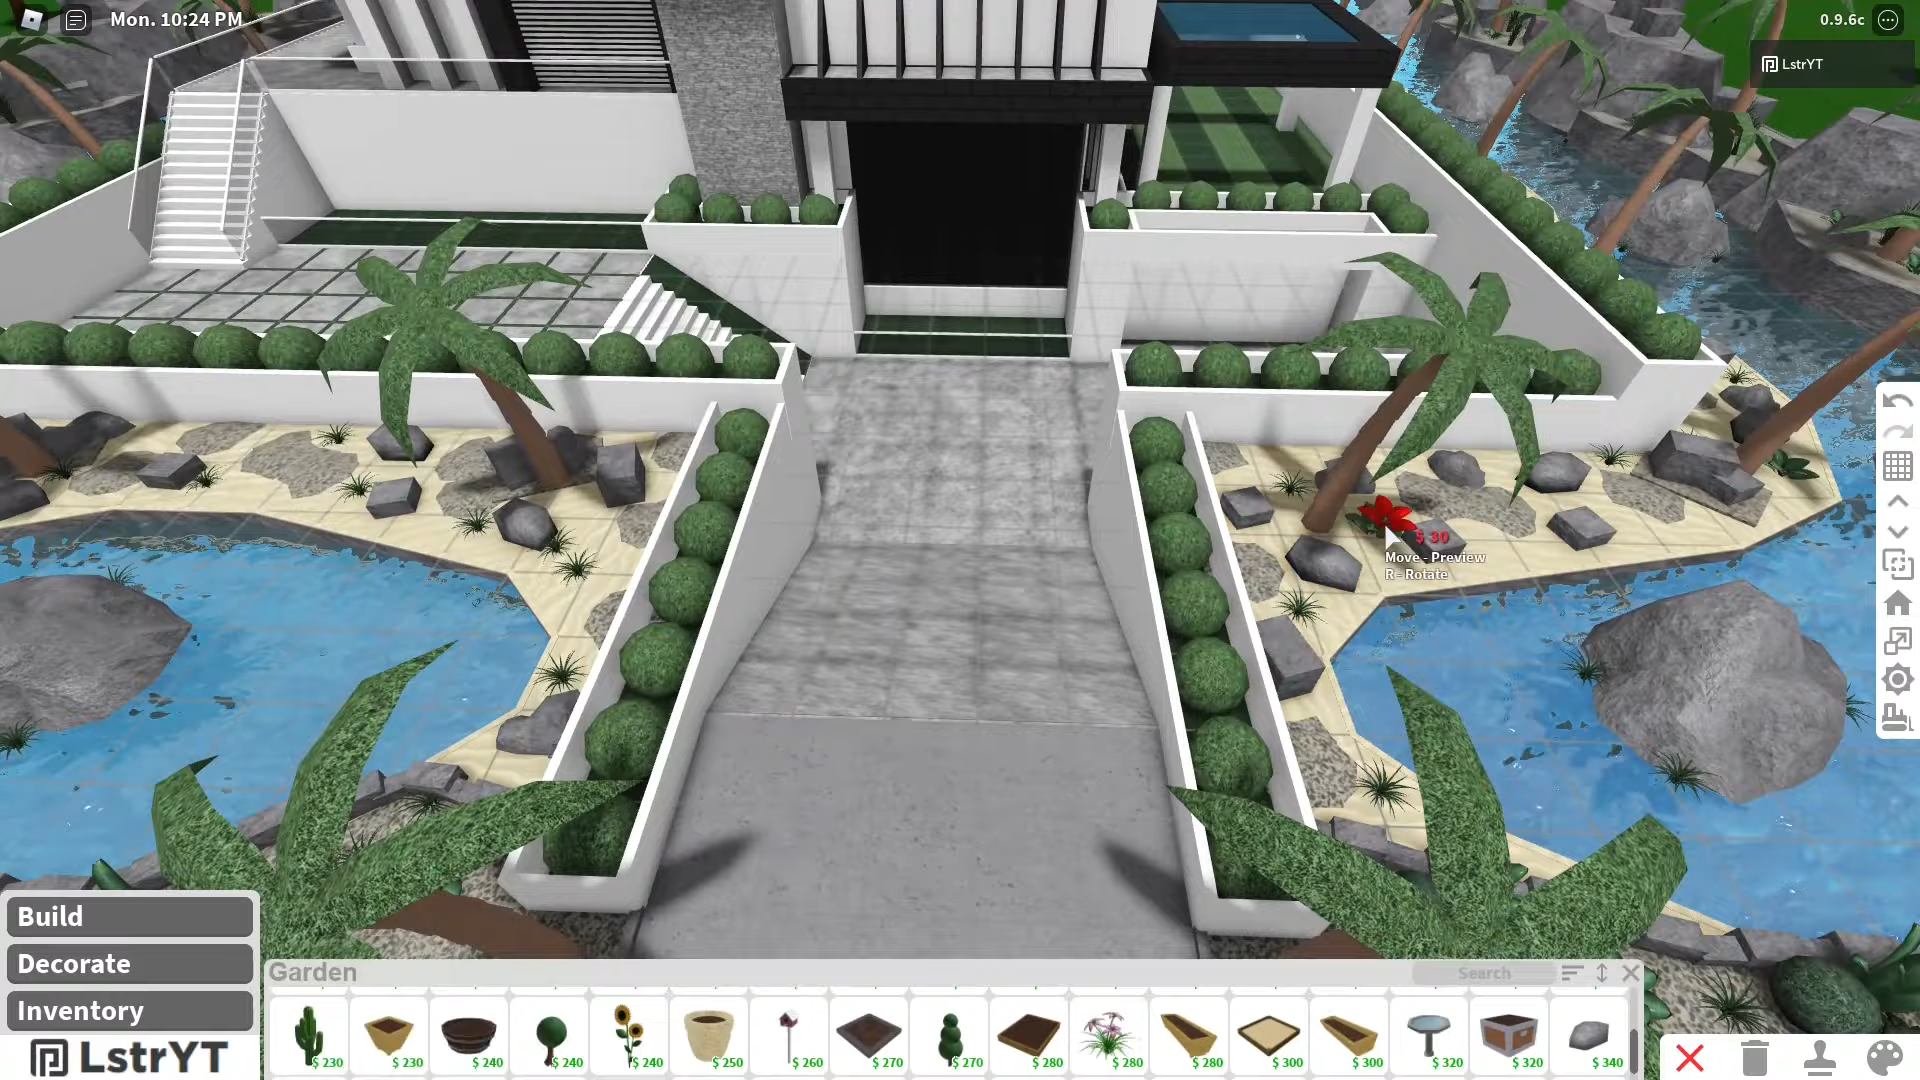 Mon. 10:24 PM
0.9.6c
LstrYT
$ 30
Move - Preview
R - Rotate
Build
Decorate
Inventory
LstrYT
Garden
Search
$ 230
$ 230
$ 240
$ 240
$ 240
$ 250
$ 260
$ 270
$ 270
$ 280
$ 280
$ 280
$ 300
$ 300
$ 320
$ 320
$ 340